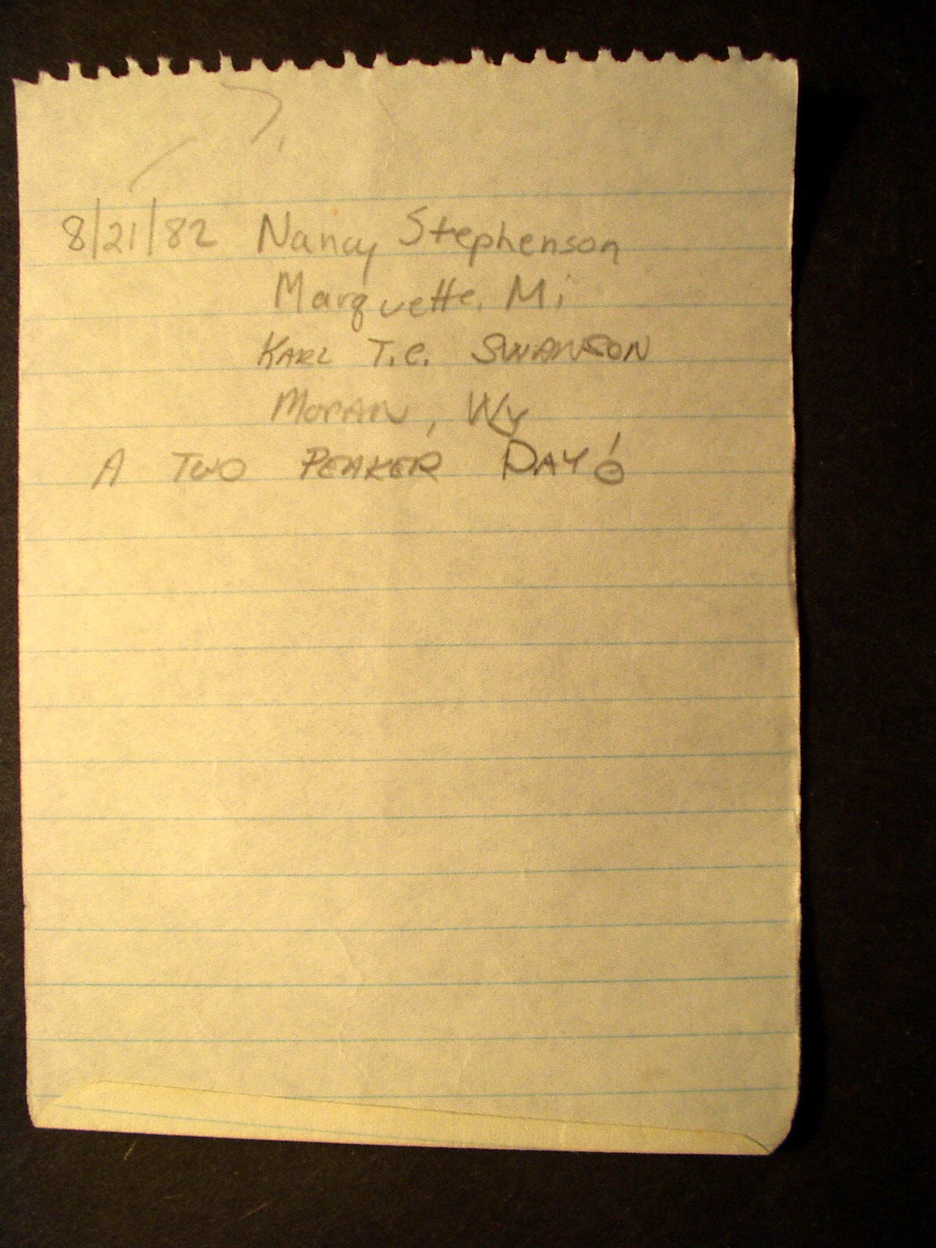 8/21/82 Nancy Stephenson
Marquette, Mi
KARL T.C. SWANSON
MORAN, Wy
A TWO PEAKER DAY!